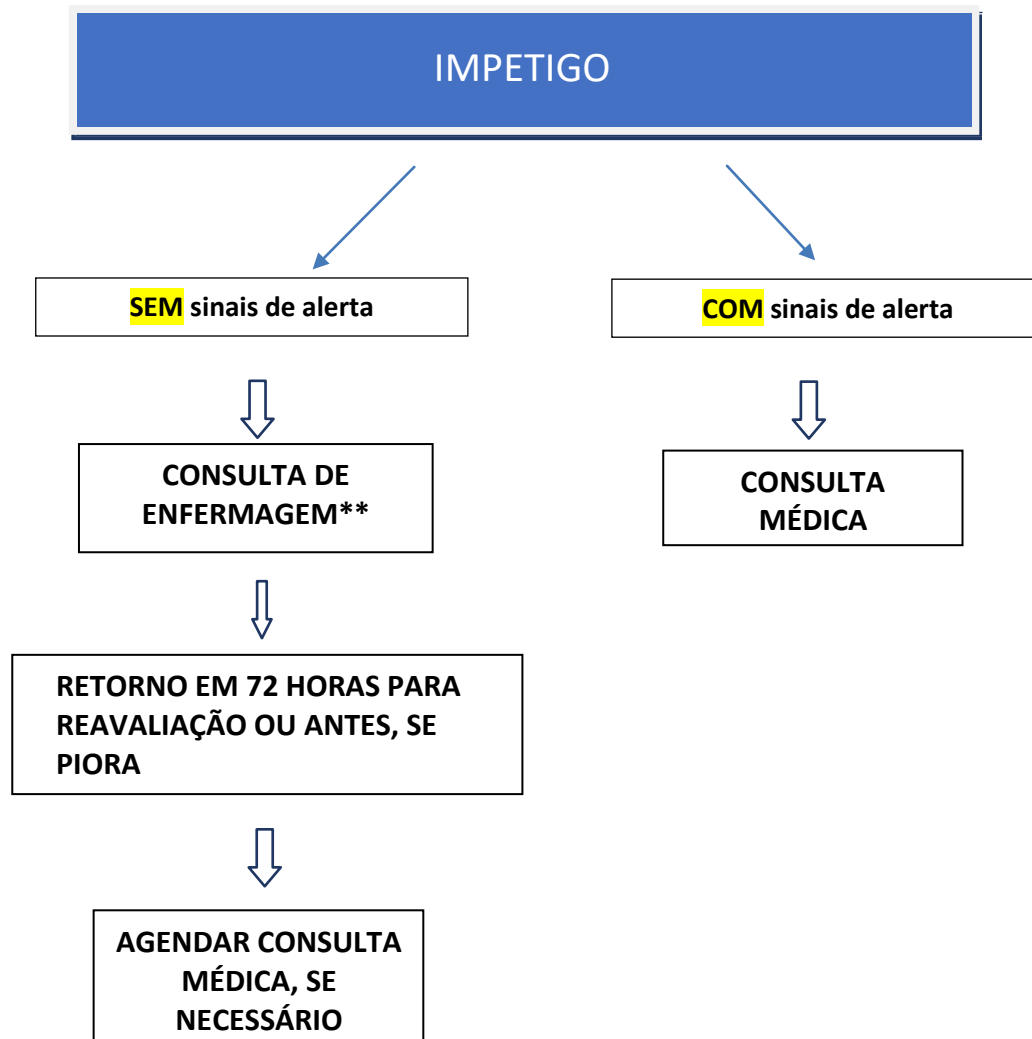 IMPETIGO
SEM sinais de alerta
COM sinais de alerta
CONSULTA DE
ENFERMAGEM**
CONSULTA
MÉDICA
RETORNO EM 72 HORAS PARA
REAVALIAÇÃO OU ANTES, SE
PIORA
AGENDAR CONSULTA
MÉDICA, SE
NECESSÁRIO